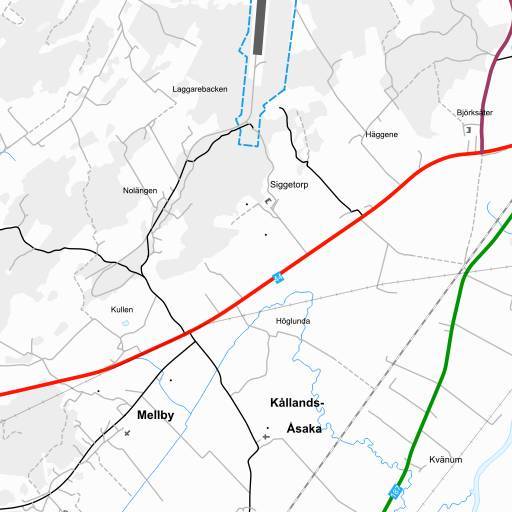 Laggarebacken
Björksäter
Häggene
Siggetorp
Nolängen
Kullen
Höglunda
Kållands-
Åsaka
Mellby
Kvänum